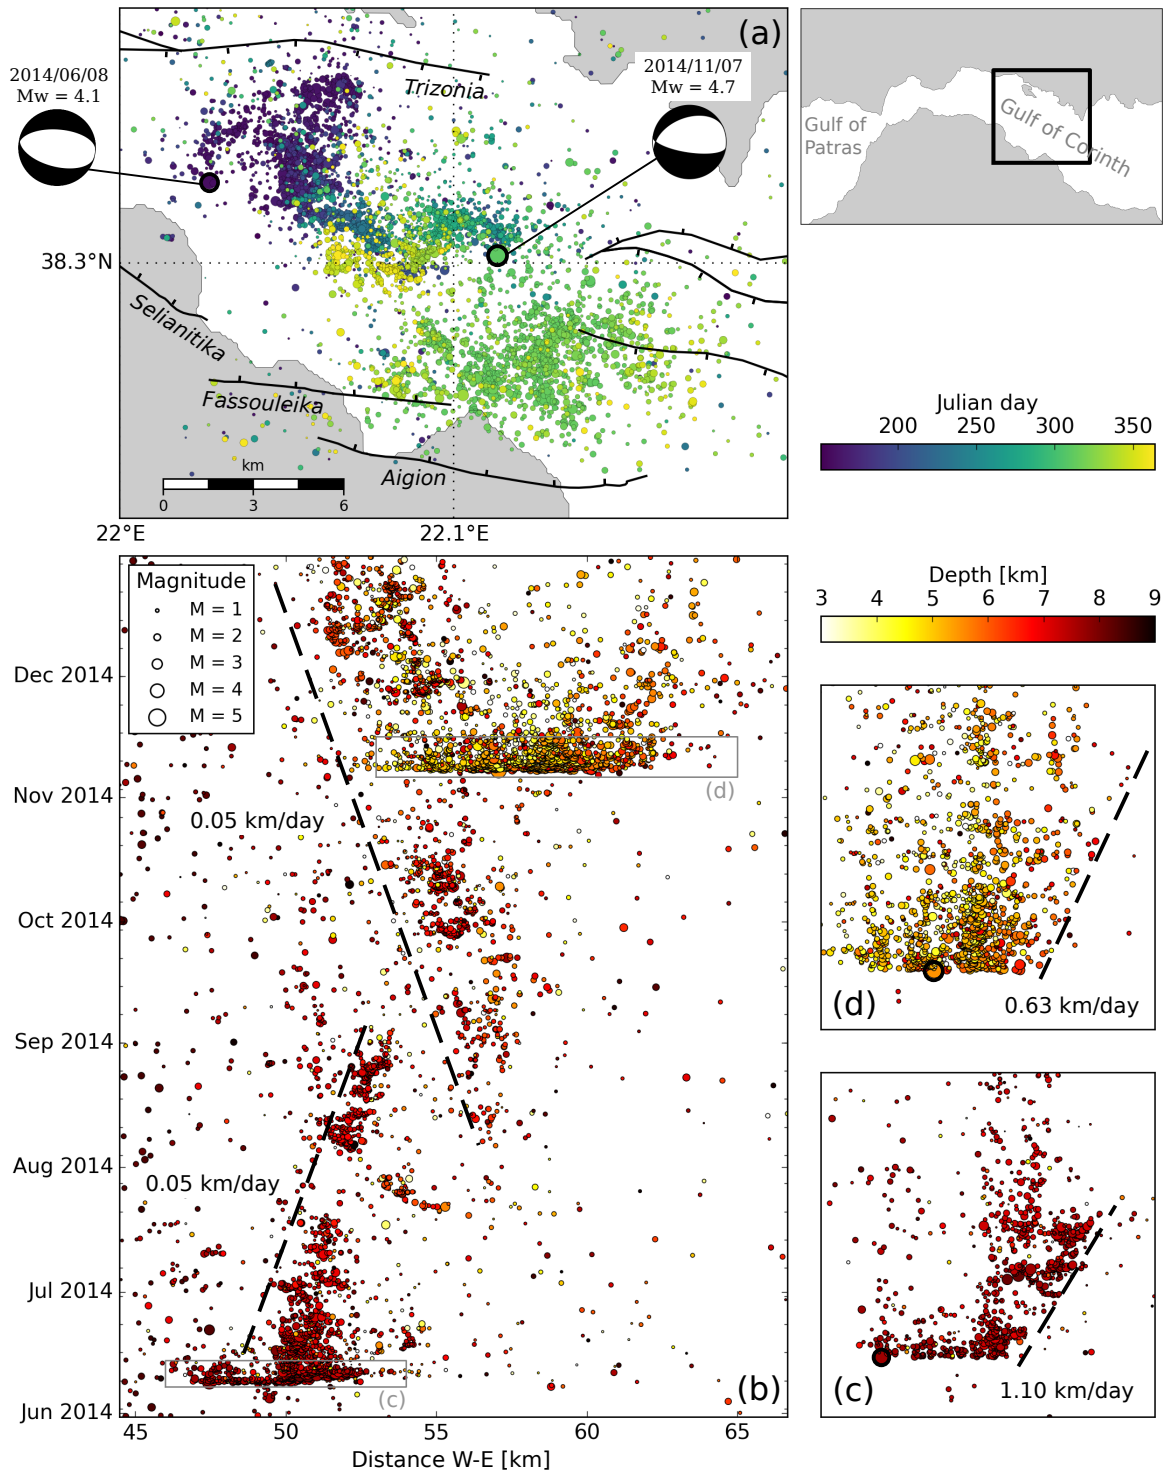 (a)
2014/06/08
Mw = 4.1
2014/11/07
Mw = 4.7
Trizonia
Selianitika
Fassouleika
Aigion
38.3°N
km
0 3 6
22°E 22.1°E
Gulf of
Patras
Gulf of Corinth
Julian day
200 250 300 350
Depth [km]
3 4 5 6 7 8 9
Magnitude
M = 1
M = 2
M = 3
M = 4
M = 5
Dec 2014
Nov 2014
Oct 2014
Sep 2014
Aug 2014
Jul 2014
Jun 2014
(d)
0.05 km/day
0.05 km/day
(c)
(b)
45 50 55 60 65
Distance W-E [km]
(d)
0.63 km/day
(c)
1.10 km/day